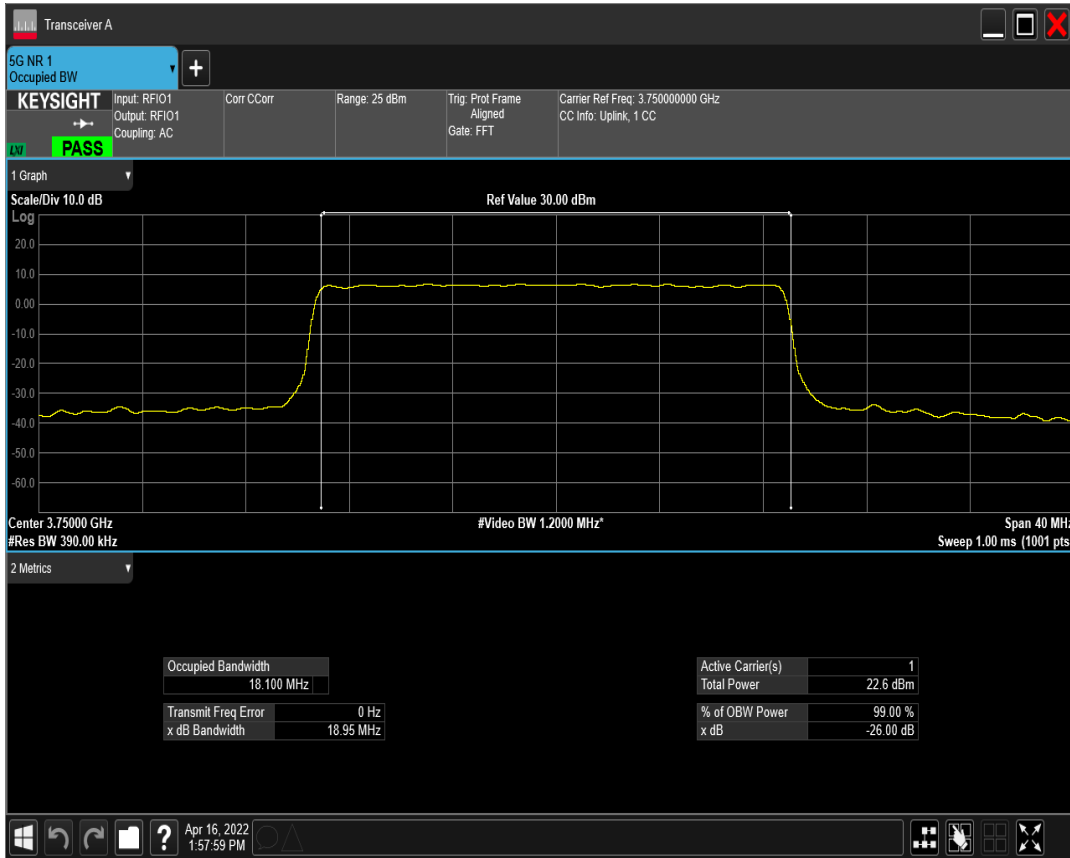 Transceiver A
5G NR 1
Occupied BW
+
KEYSIGHT
LXI
PASS
Input: RFIO1
Output: RFIO1
Coupling: AC
Corr CCorr
Range: 25 dBm
Trig: Prot Frame
Aligned
Gate: FFT
Carrier Ref Freq: 3.750000000 GHz
CC Info: Uplink, 1 CC
1 Graph
Scale/Div 10.0 dB
Ref Value 30.00 dBm
Log
20.0
10.0
0.00
-10.0
-20.0
-30.0
-40.0
-50.0
-60.0
Center 3.75000 GHz
#Video BW 1.2000 MHz*
Span 40 MHz
#Res BW 390.00 kHz
Sweep 1.00 ms (1001 pts
2 Metrics
Occupied Bandwidth
18.100 MHz
Transmit Freq Error 0 Hz
x dB Bandwidth 18.95 MHz
Active Carrier(s) 1
Total Power 22.6 dBm
% of OBW Power 99.00 %
x dB -26.00 dB
?
Apr 16, 2022
1:57:59 PM